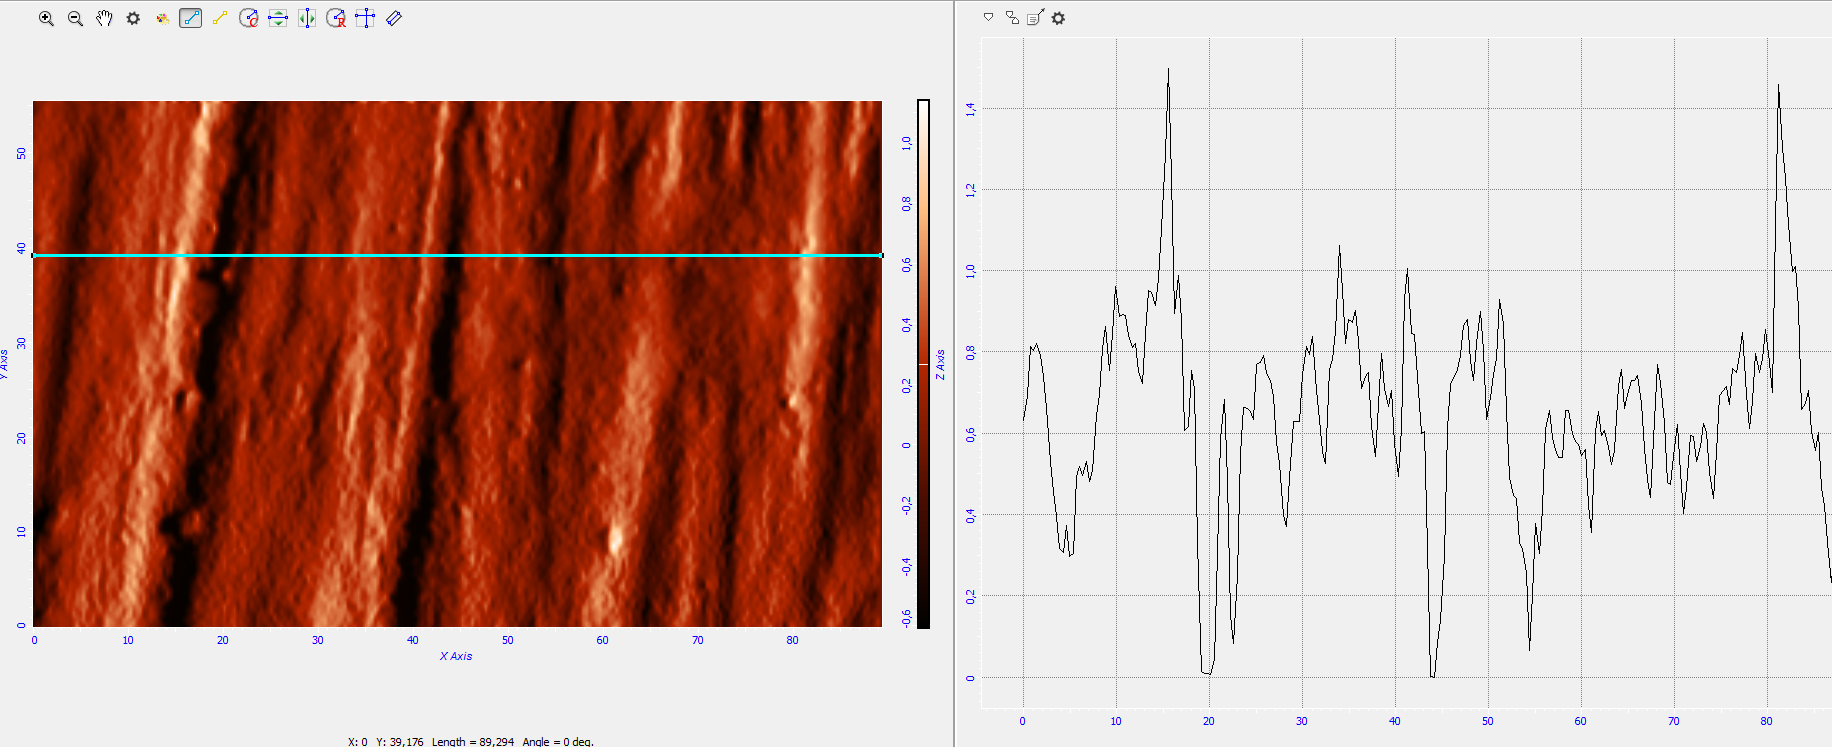 C
R
50
40
30
20
10
0
Y Axis
0 10 20 30 40 50 60 70 80
X Axis
1,0
0,8
0,6
0,4
0,2
0
-0,2
-0,4
-0,6
Z Axis
X: 0 Y: 39,176 Length = 89,294 Angle = 0 deg.
1,4
1,2
1,0
0,8
0,6
0,4
0,2
0
0 10 20 30 40 50 60 70 80